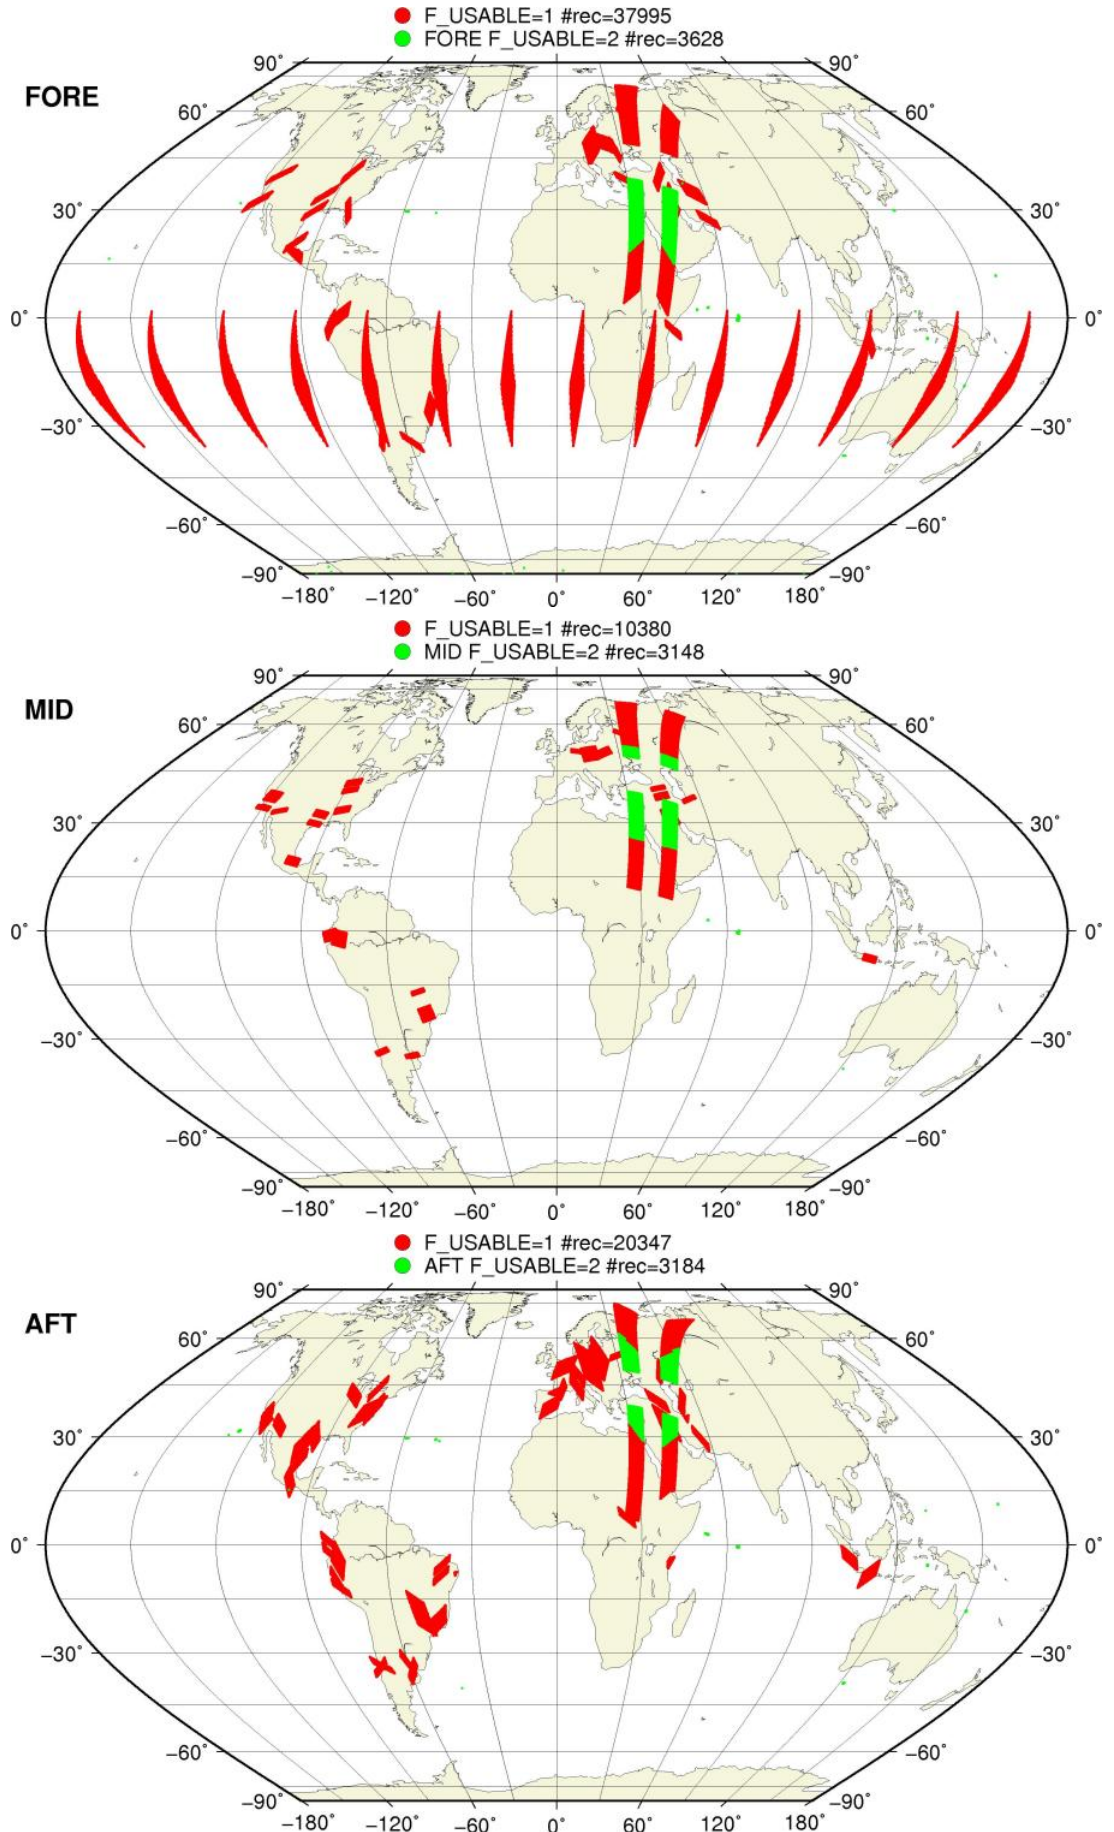 F_USABLE=1 #rec=37995
FORE F_USABLE=2 #rec=3628
FORE
90˚ 90˚
60˚ 60˚
30˚ 30˚
0˚ 0˚
−30˚ −30˚
−60˚ −60˚
−90˚ −90˚
−180˚ −120˚ −60˚ 0˚ 60˚ 120˚ 180˚
F_USABLE=1 #rec=10380
MID F_USABLE=2 #rec=3148
MID
90˚ 90˚
60˚ 60˚
30˚ 30˚
0˚ 0˚
−30˚ −30˚
−60˚ −60˚
−90˚ −90˚
−180˚ −120˚ −60˚ 0˚ 60˚ 120˚ 180˚
F_USABLE=1 #rec=20347
AFT F_USABLE=2 #rec=3184
AFT
90˚ 90˚
60˚ 60˚
30˚ 30˚
0˚ 0˚
−30˚ −30˚
−60˚ −60˚
−90˚ −90˚
−180˚ −120˚ −60˚ 0˚ 60˚ 120˚ 180˚